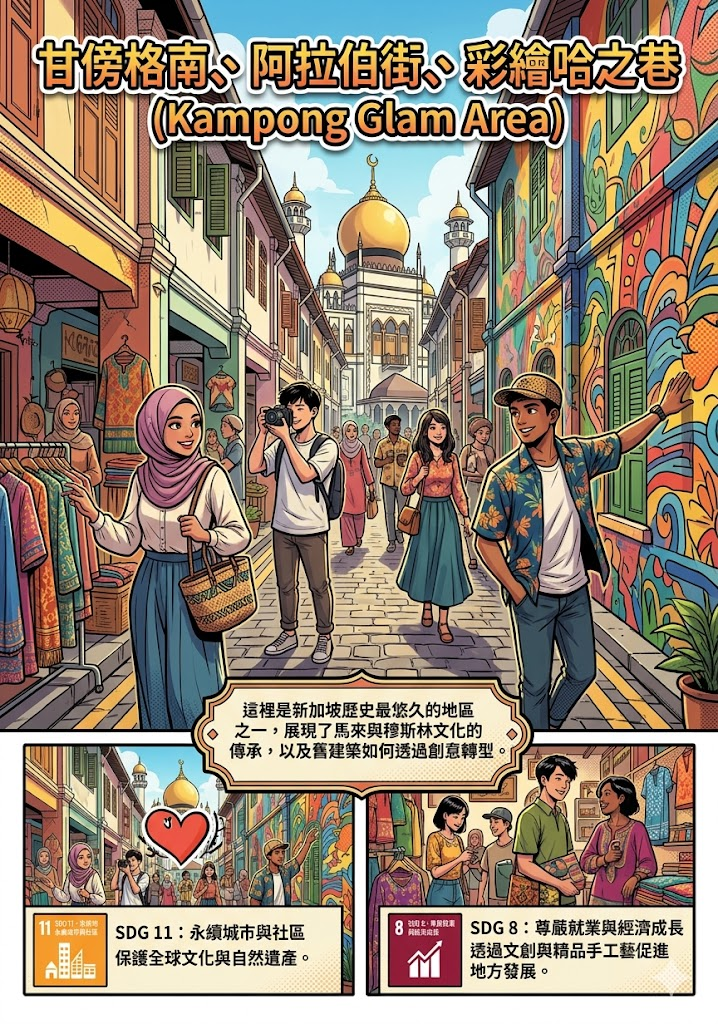 甘傍格南、阿拉伯街、彩繪哈之巷
(Kampong Glam Area)
這裡是新加坡歷史最悠久的地區
之一，展現了馬來與穆斯林文化的
傳承，以及舊建築如何透過創意轉型。
11
SDG 11：永續城市與社區
保護全球文化與自然遺產。
8
SDG 8：尊嚴就業與經濟成長
透過文創與精品手工藝促進
地方發展。